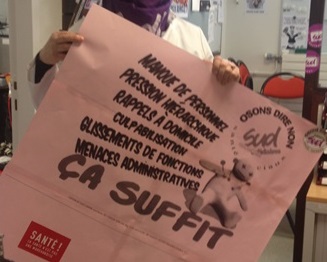 MANQUE DE PERSONNEL
PRESSION HIERARCHIQUE
RAPPELS A DOMICILE
CULPABILISATION
GLISSEMENTS DE FONCTIONS
MENACES ADMINISTRATIVES
ÇA SUFFIT
OSONS DIRE NON
Sud
SANTÉ !